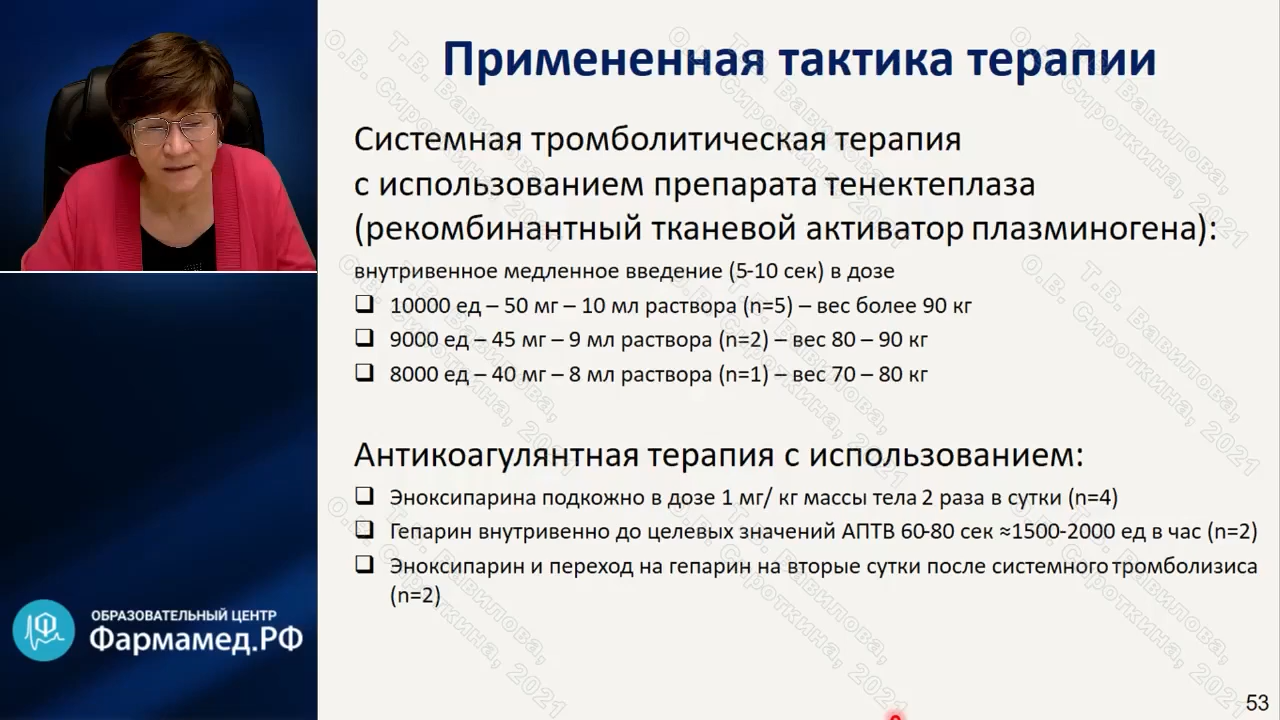 Примененная тактика терапии
Системная тромболитическая терапия
с использованием препарата тенектеплаза
(рекомбинантный тканевой активатор плазминогена):
внутривенное медленное введение (5-10 сек) в дозе
❑ 10000 ед – 50 мг – 10 мл раствора (n=5) – вес более 90 кг
❑ 9000 ед – 45 мг – 9 мл раствора (n=2) – вес 80 – 90 кг
❑ 8000 ед – 40 мг – 8 мл раствора (n=1) – вес 70 – 80 кг
Антикоагулянтная терапия с использованием:
❑ Эноксипарина подкожно в дозе 1 мг/ кг массы тела 2 раза в сутки (n=4)
❑ Гепарин внутривенно до целевых значений АПТВ 60-80 сек ≈1500-2000 ед в час (n=2)
❑ Эноксипарин и переход на гепарин на вторые сутки после системного тромболизиса
(n=2)
53
ОБРАЗОВАТЕЛЬНЫЙ ЦЕНТР
Фармамед.РФ
Т.В. Вавилова,
О.В. Сироткина, 2021